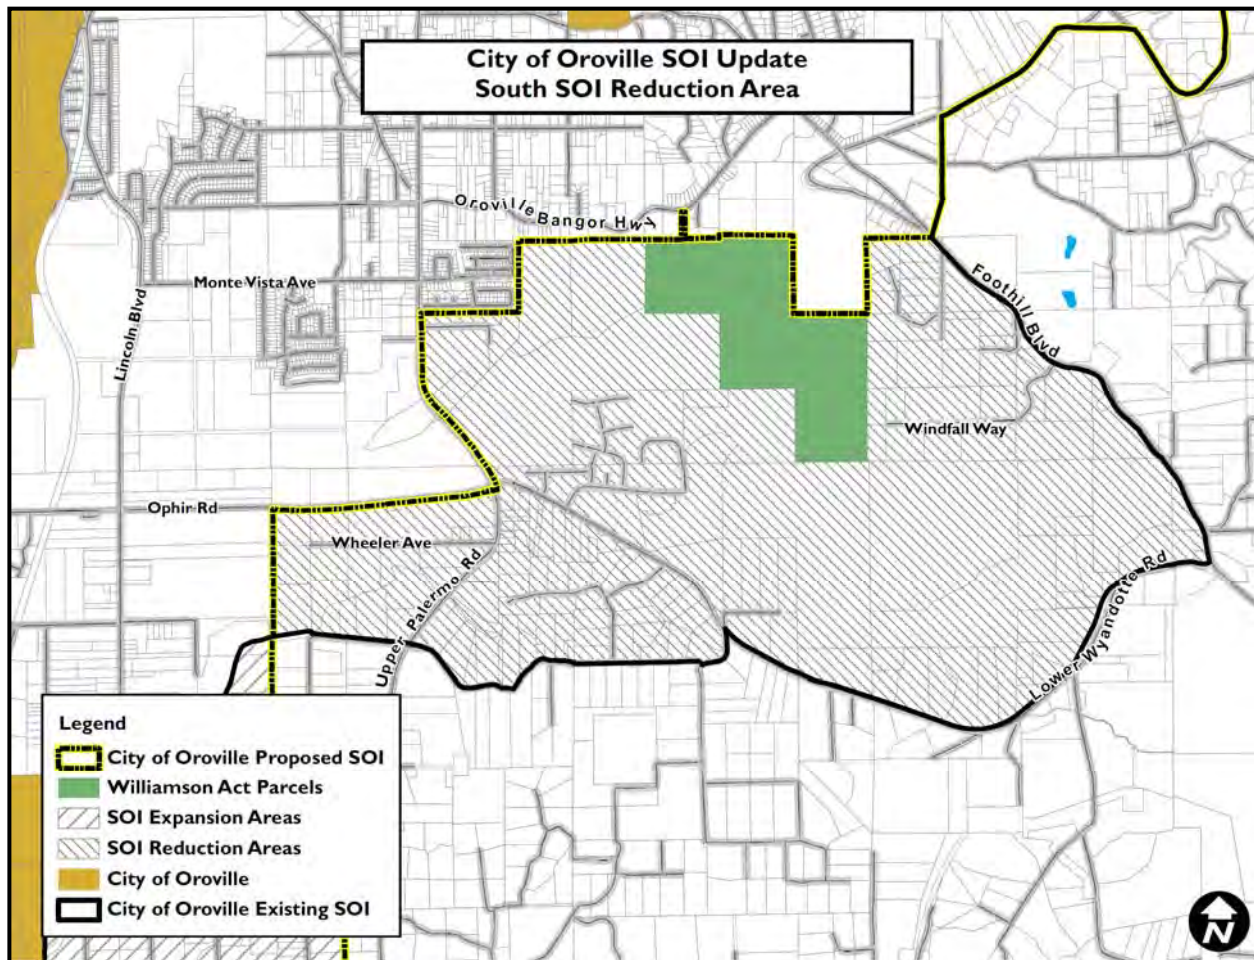 City of Oroville SOI Update
South SOI Reduction Area
Oroville Bangor Hwy
Monte Vista Ave
Lincoln Blvd
Foothill Blvd
Windfall Way
Ophir Rd
Wheeler Ave
Upper Palermo Rd
Lower Wyandotte Rd
Legend
City of Oroville Proposed SOI
Williamson Act Parcels
SOI Expansion Areas
SOI Reduction Areas
City of Oroville
City of Oroville Existing SOI
N